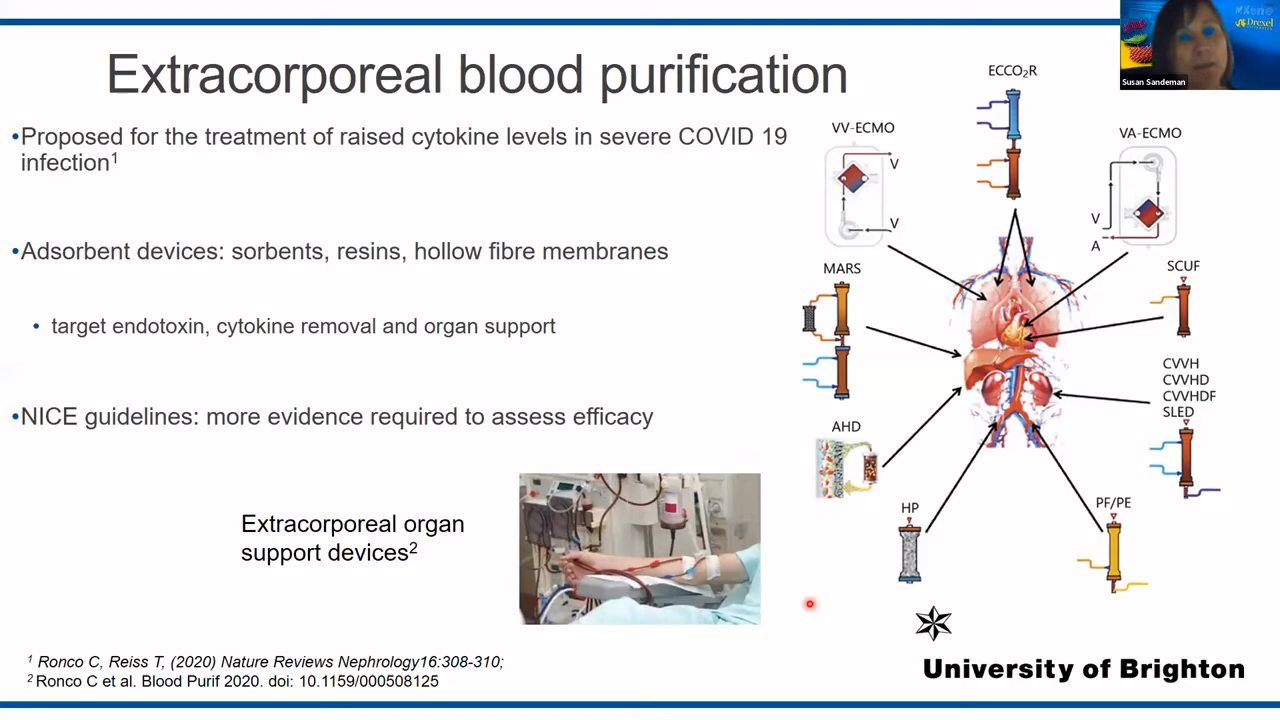 Extracorporeal blood purification
•Proposed for the treatment of raised cytokine levels in severe COVID 19
infection1
•Adsorbent devices: sorbents, resins, hollow fibre membranes
• target endotoxin, cytokine removal and organ support
•NICE guidelines: more evidence required to assess efficacy
Extracorporeal organ
support devices2
1 Ronco C, Reiss T, (2020) Nature Reviews Nephrology16:308-310;
2 Ronco C et al. Blood Purif 2020. doi: 10.1159/000508125
ECCO2R
VV-ECMO
V
V
VA-ECMO
V
A
MARS
SCUF
CVVH
CVVHD
CVVHDF
SLED
AHD
HP
PF/PE
University of Brighton
Drexel
Susan Sandeman